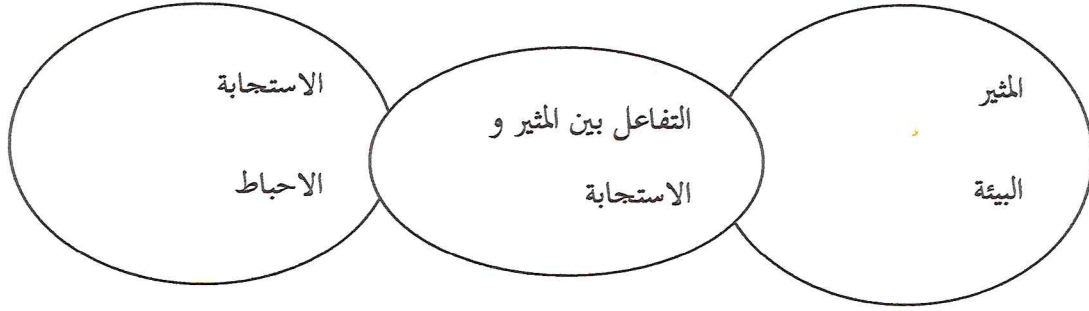 المثير
البيئة
التفاعل بين المثير و
الاستجابة
الاستجابة
الاحباط